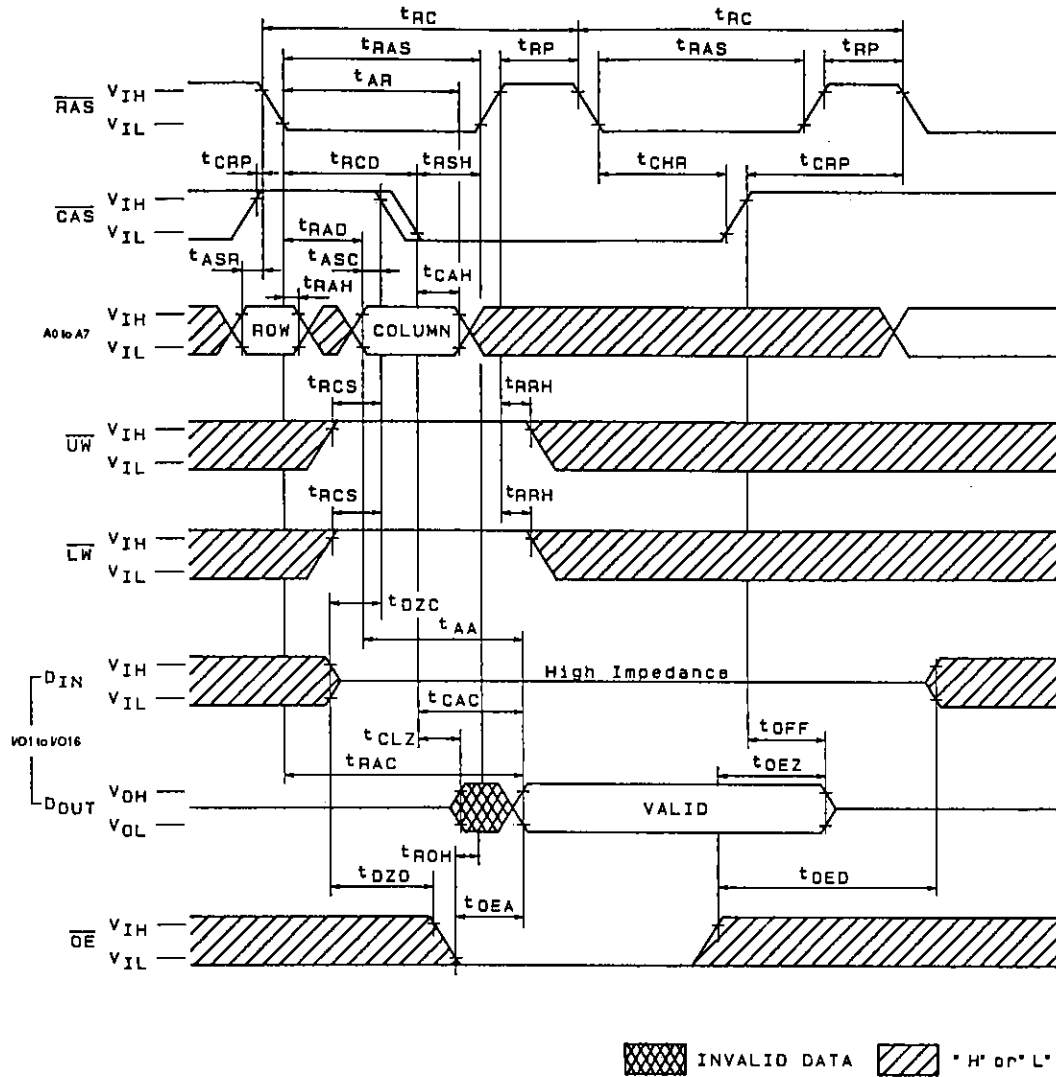 tRC tRC
tRAS tRP tRAS tRP
tAR
RAS VIH
VIL
tCRP tRCD tRSH tCHR tCRP
CAS VIH
VIL
tRAD
tASR tASC
tRAH tCAH
A0 to A7 VIH
VIL
ROW COLUMN
tRCS tRRH
UW VIH
VIL
tRCS tRRH
LW VIH
VIL
tDZC
tAA
DIN VIH
VIL
High Impedance
tCAC
tCLZ tOFF
I/O1 to I/O16
tRAC tOEZ
DOUT VOH
VOL
VALID
tROH
tDZO tOED
tOEA
OE VIH
VIL
INVALID DATA "H" or "L"